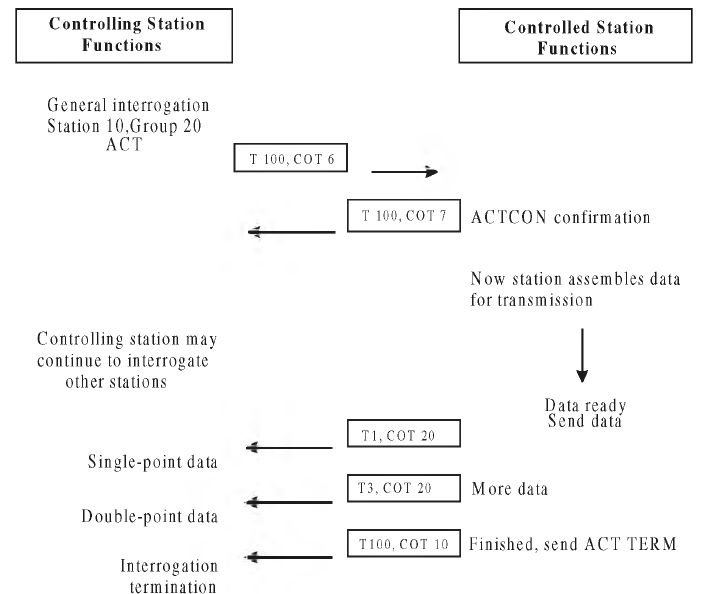 Controlling Station
Functions
Controlled Station
Functions
General interrogation
Station 10,Group 20
ACT
T 100, COT 6
T 100, COT 7
ACTCON confirmation
Now station assembles data
for transmission
Controlling station may
continue to interrogate
other stations
Data ready
Send data
T1, COT 20
Single-point data
T3, COT 20
More data
Double-point data
T100, COT 10
Finished, send ACT TERM
Interrogation
termination